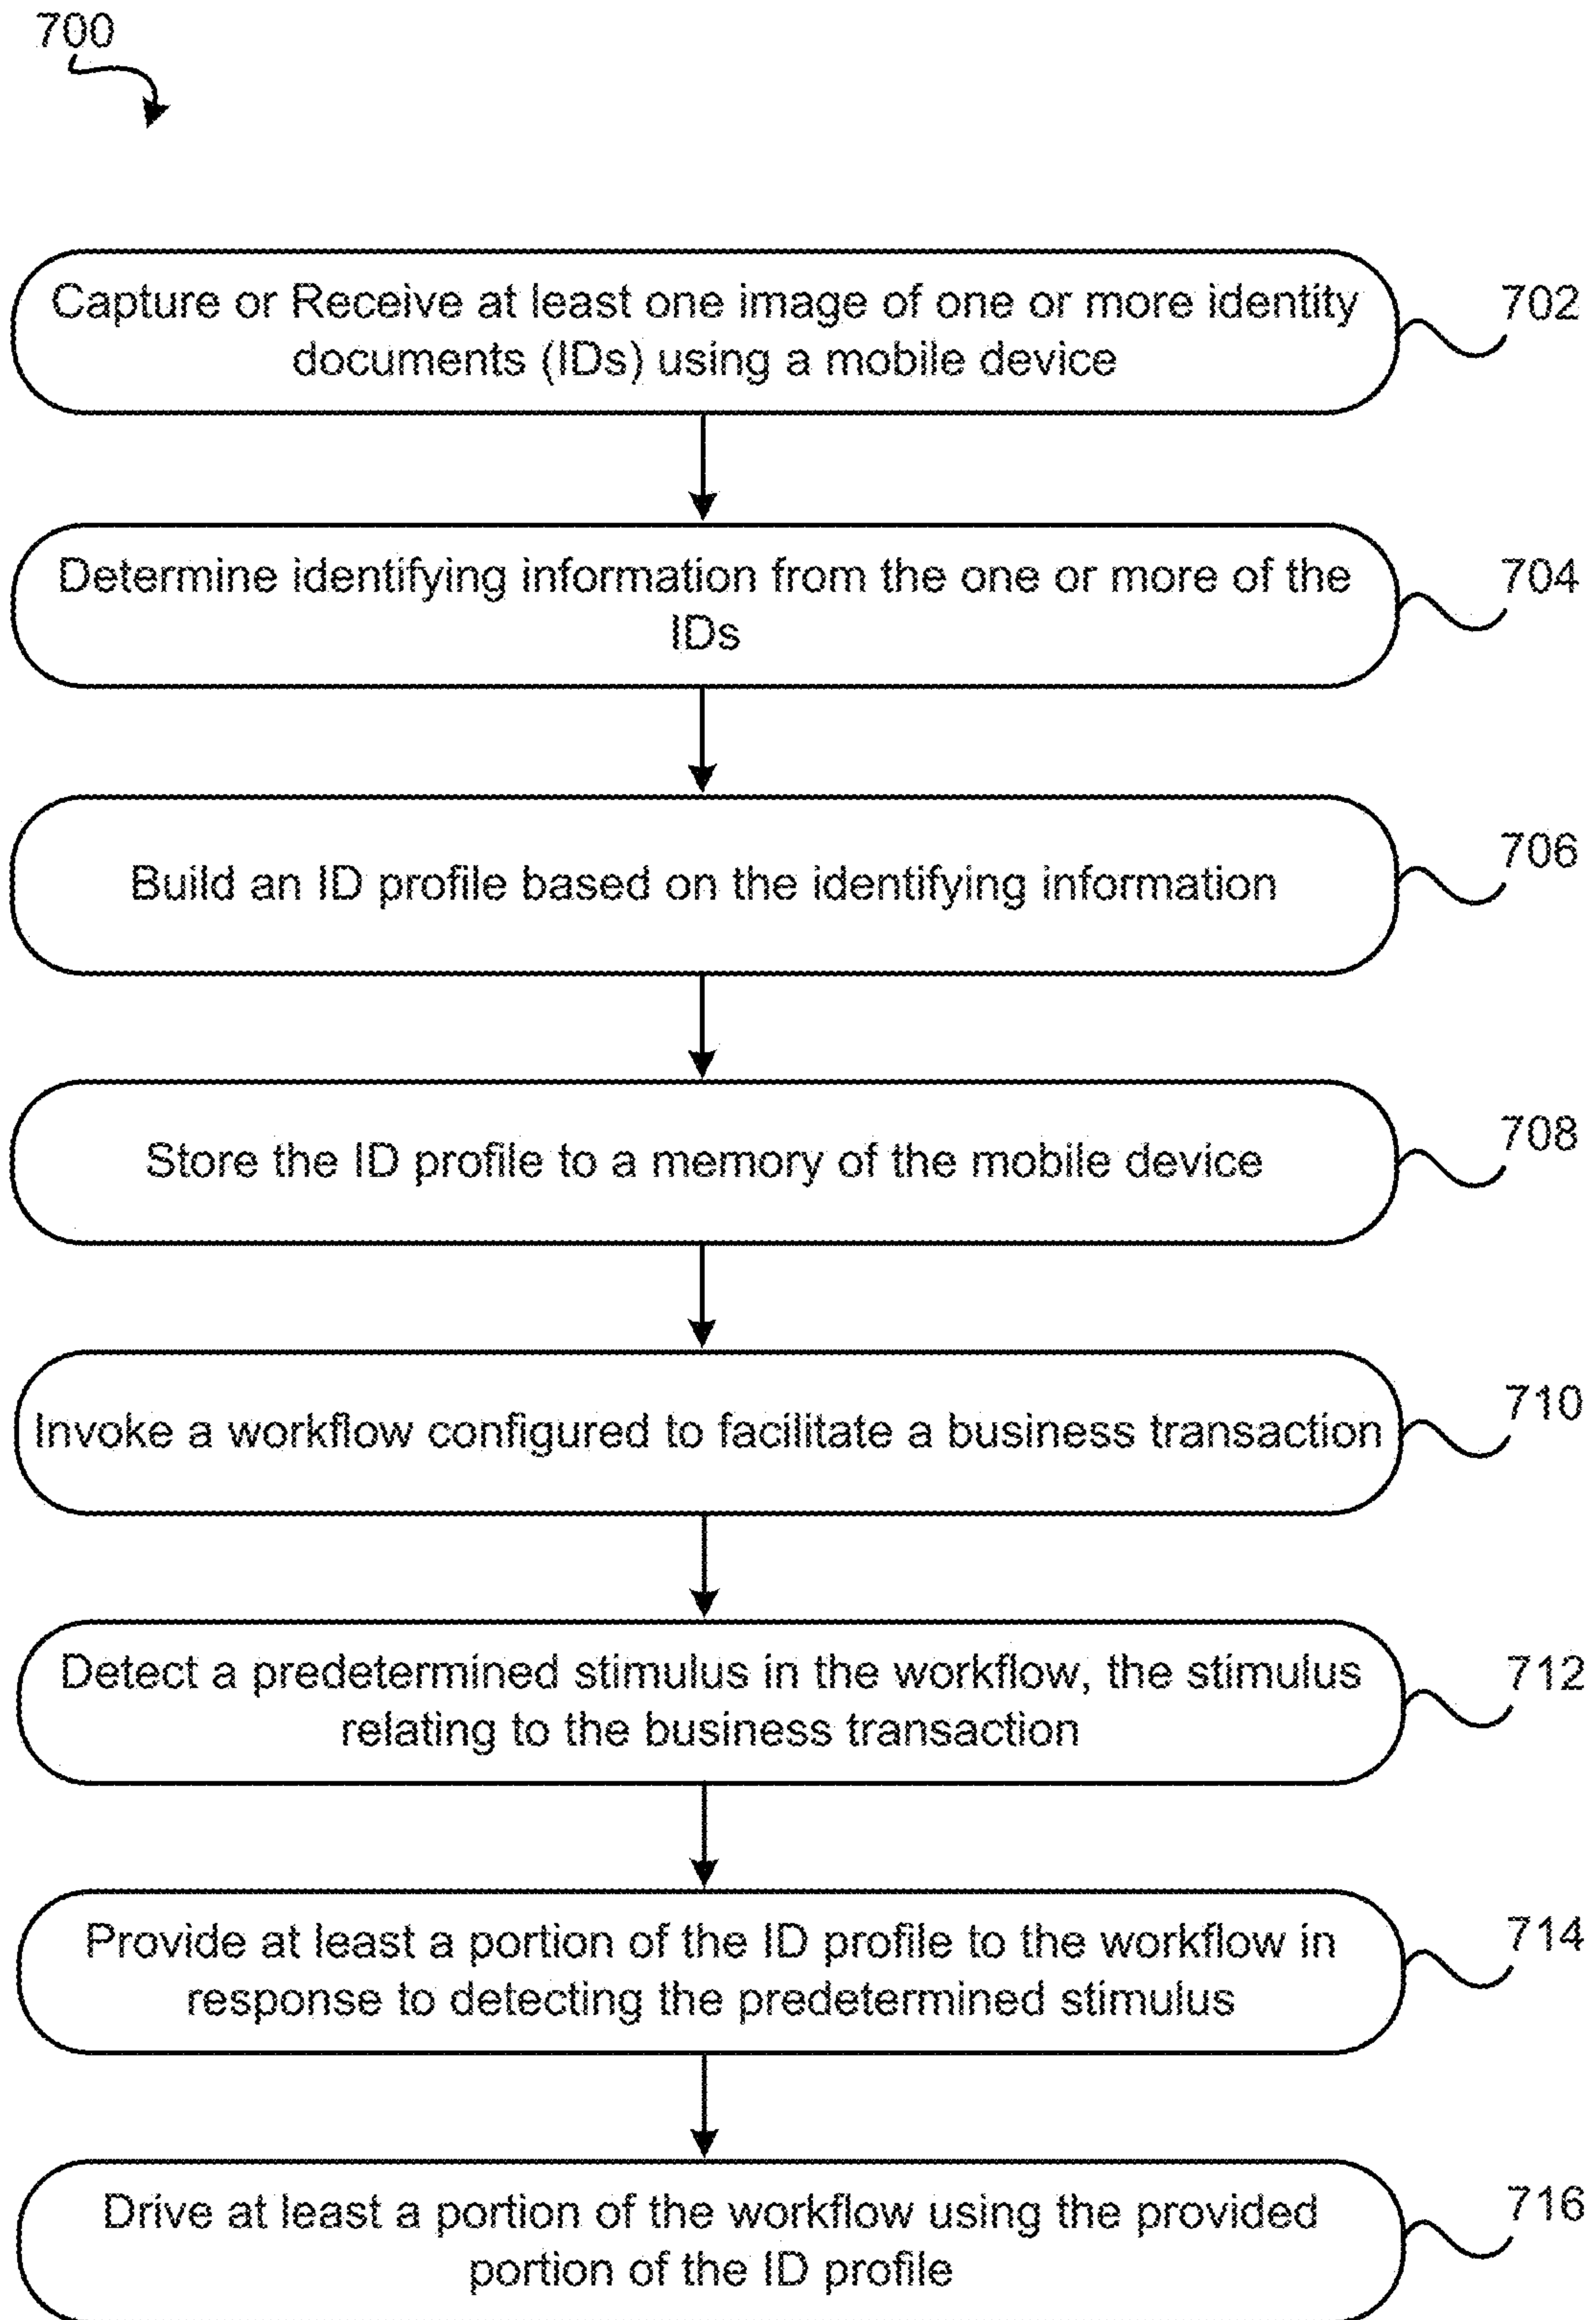 700
Capture or Receive at least one image of one or more identity
documents (IDs) using a mobile device
702
Determine identifying information from the one or more of the
IDs
704
Build an ID profile based on the identifying information
706
Store the ID profile to a memory of the mobile device
708
Invoke a workflow configured to facilitate a business transaction
710
Detect a predetermined stimulus in the workflow, the stimulus
relating to the business transaction
712
Provide at least a portion of the ID profile to the workflow in
response to detecting the predetermined stimulus
714
Drive at least a portion of the workflow using the provided
portion of the ID profile
716